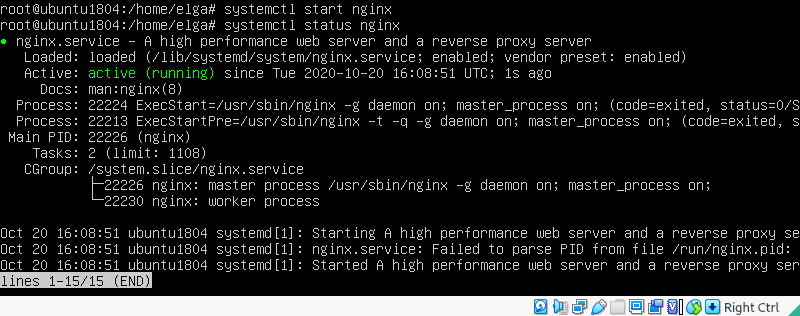 root@ubuntu1804:/home/elga# systemctl start nginx
root@ubuntu1804:/home/elga# systemctl status nginx
● nginx.service - A high performance web server and a reverse proxy server
   Loaded: loaded (/lib/systemd/system/nginx.service; enabled; vendor preset: enabled)
   Active: active (running) since Tue 2020-10-20 16:08:51 UTC; 1s ago
     Docs: man:nginx(8)
  Process: 22224 ExecStart=/usr/sbin/nginx -g daemon on; master_process on; (code=exited, status=0/S
  Process: 22213 ExecStartPre=/usr/sbin/nginx -t -q -g daemon on; master_process on; (code=exited, s
 Main PID: 22226 (nginx)
    Tasks: 2 (limit: 1108)
   CGroup: /system.slice/nginx.service
           ├─22226 nginx: master process /usr/sbin/nginx -g daemon on; master_process on;
           └─22230 nginx: worker process
Oct 20 16:08:51 ubuntu1804 systemd[1]: Starting A high performance web server and a reverse proxy se
Oct 20 16:08:51 ubuntu1804 systemd[1]: nginx.service: Failed to parse PID from file /run/nginx.pid:
Oct 20 16:08:51 ubuntu1804 systemd[1]: Started A high performance web server and a reverse proxy ser
lines 1-15/15 (END)
Right Ctrl